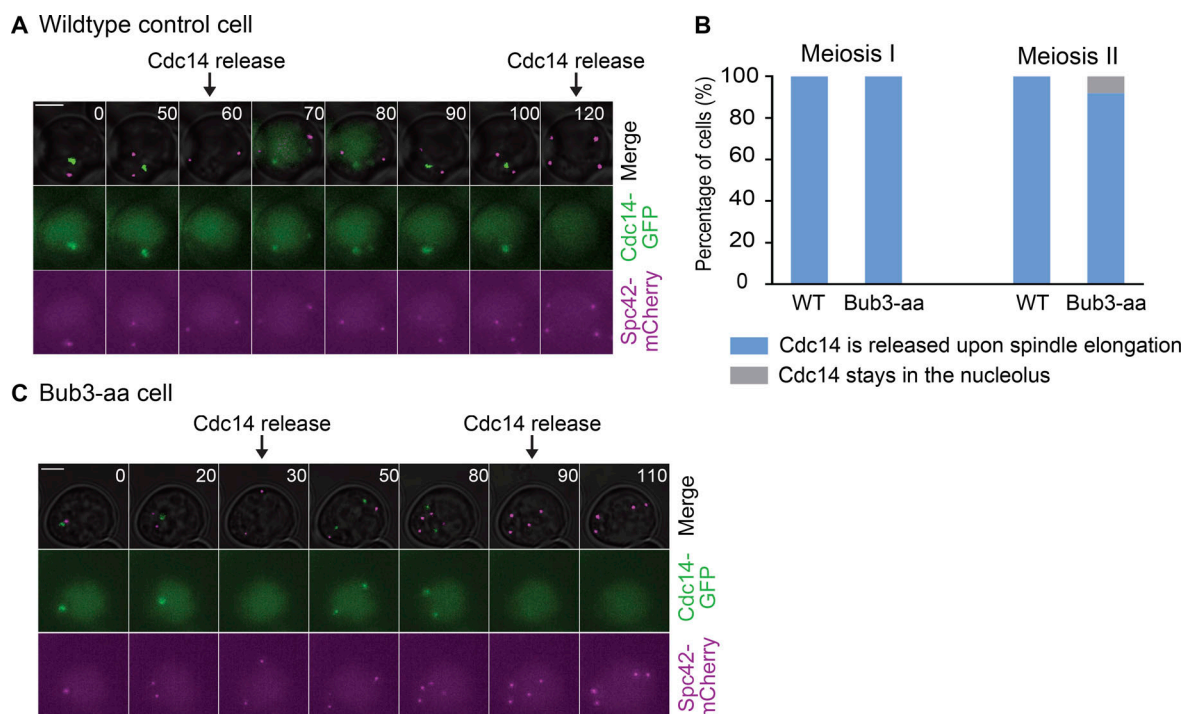 A Wildtype control cell
Cdc14 release
Cdc14 release
0 50 60 70 80 90 100 120
Merge
Cdc14-
GFP
Spc42-
mCherry
B
Meiosis I
Meiosis II
Percentage of cells (%)
100
80
60
40
20
0
WT Bub3-aa WT Bub3-aa
Cdc14 is released upon spindle elongation
Cdc14 stays in the nucleolus
C Bub3-aa cell
Cdc14 release
Cdc14 release
0 20 30 50 80 90 110
Merge
Cdc14-
GFP
Spc42-
mCherry